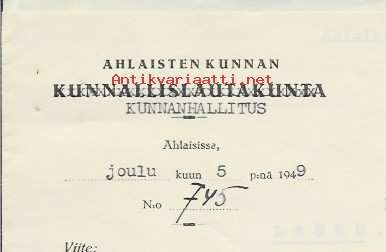 AHLAISTEN KUNNAN
Antikvariaatti.net
KUNNALLISLAUTAKUNTA
KUNNANHALLITUS
Ahlaisissa,
joulu kuun 5 p:nä 1949
N:o 745
Viite: